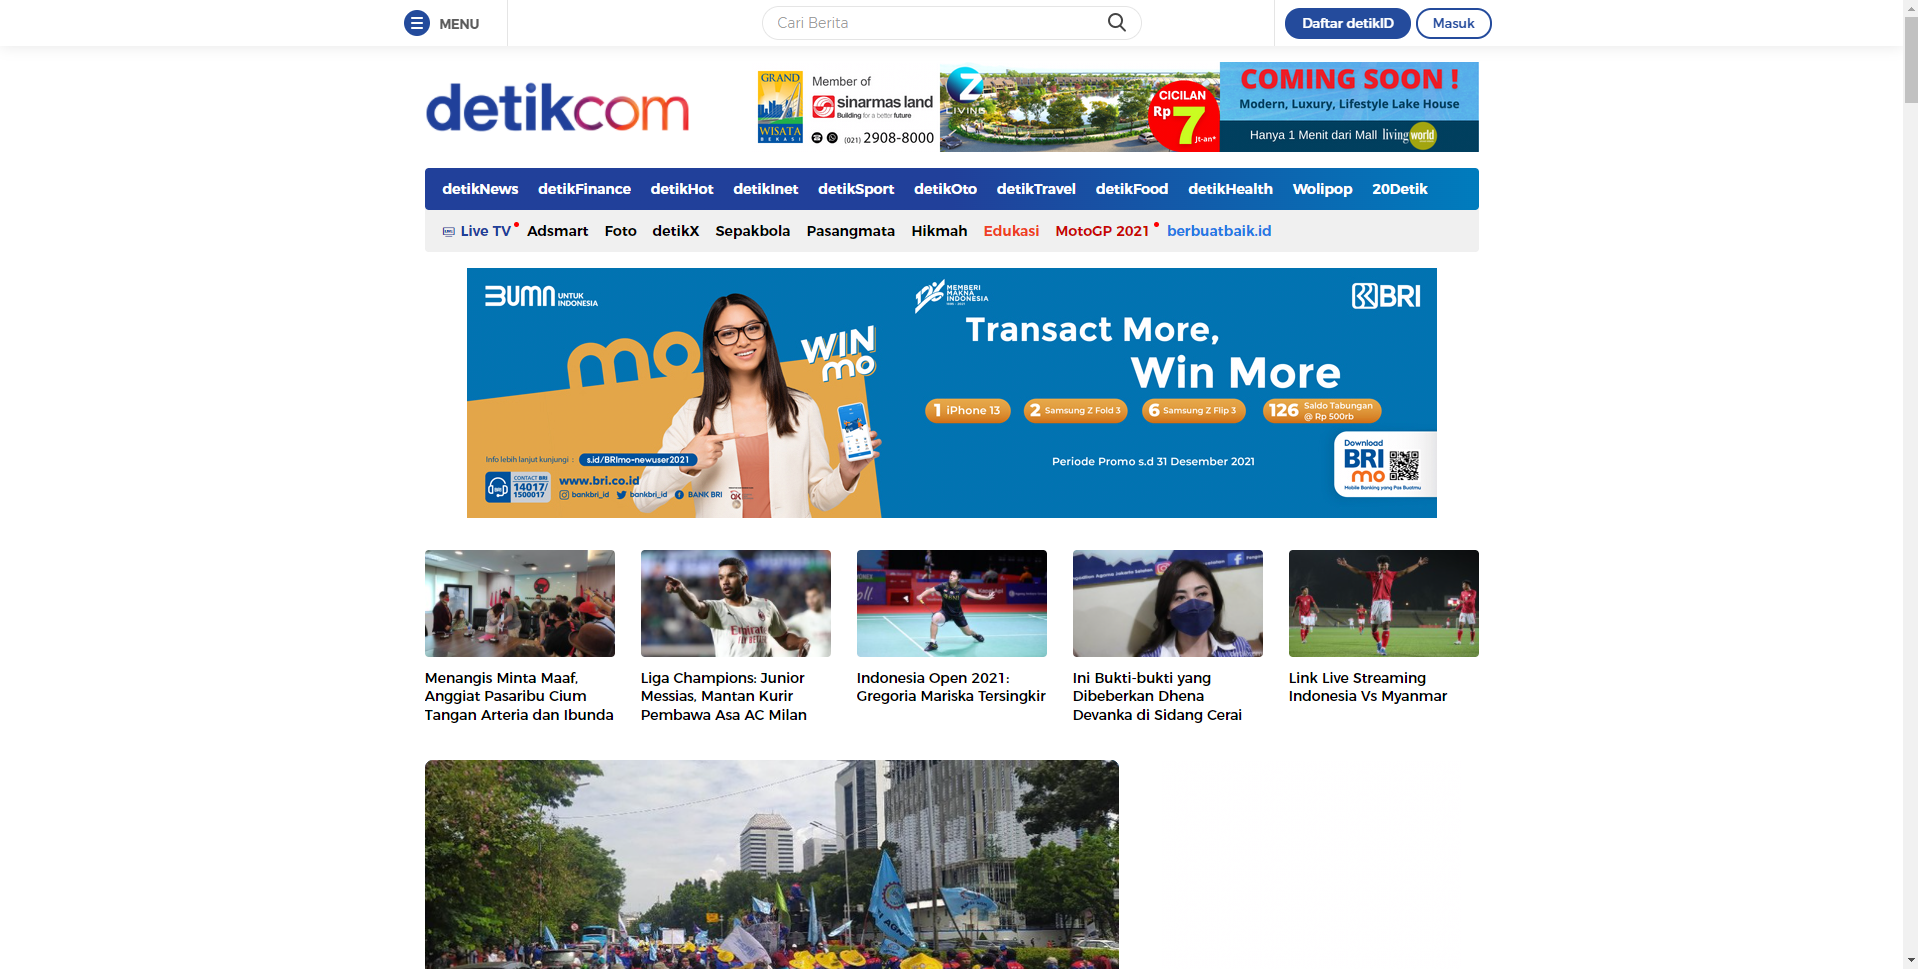 MENU
Cari Berita
Daftar detikID
Masuk
detikcom
GRAND
WISATA
BEKASI
Member of
sinarmas land
Building for a better future
(021) 2908-8000
Z
LIVING
CICILAN
Rp 7
Jt-an*
COMING SOON !
Modern, Luxury, Lifestyle Lake House
Hanya 1 Menit dari Mall living world
detikNews detikFinance detikHot detikInet detikSport detikOto detikTravel detikFood detikHealth Wolipop 20Detik
Live TV Adsmart Foto detikX Sepakbola Pasangmata Hikmah Edukasi MotoGP 2021 berbuatbaik.id
BUMN UNTUK
INDONESIA
mo
WIN
mo
126 MEMBERI
MAKNA
INDONESIA
BRI
Transact More,
Win More
1 iPhone 13
2 Samsung Z Fold 3
6 Samsung Z Flip 3
126 Saldo Tabungan
@ Rp 500rb
Periode Promo s.d 31 Desember 2021
Info lebih lanjut kunjungi : s.id/BRImo-newuser2021
CONTACT BRI
14017/
1500017
www.bri.co.id
bankbri_id bankbri_id BANK BRI
Download
BRI
mo
Mobile Banking yang Pas Buatmu
Menangis Minta Maaf,
Anggiat Pasaribu Cium
Tangan Arteria dan Ibunda
Liga Champions: Junior
Messias, Mantan Kurir
Pembawa Asa AC Milan
Indonesia Open 2021:
Gregoria Mariska Tersingkir
Ini Bukti-bukti yang
Dibeberkan Dhena
Devanka di Sidang Cerai
Link Live Streaming
Indonesia Vs Myanmar